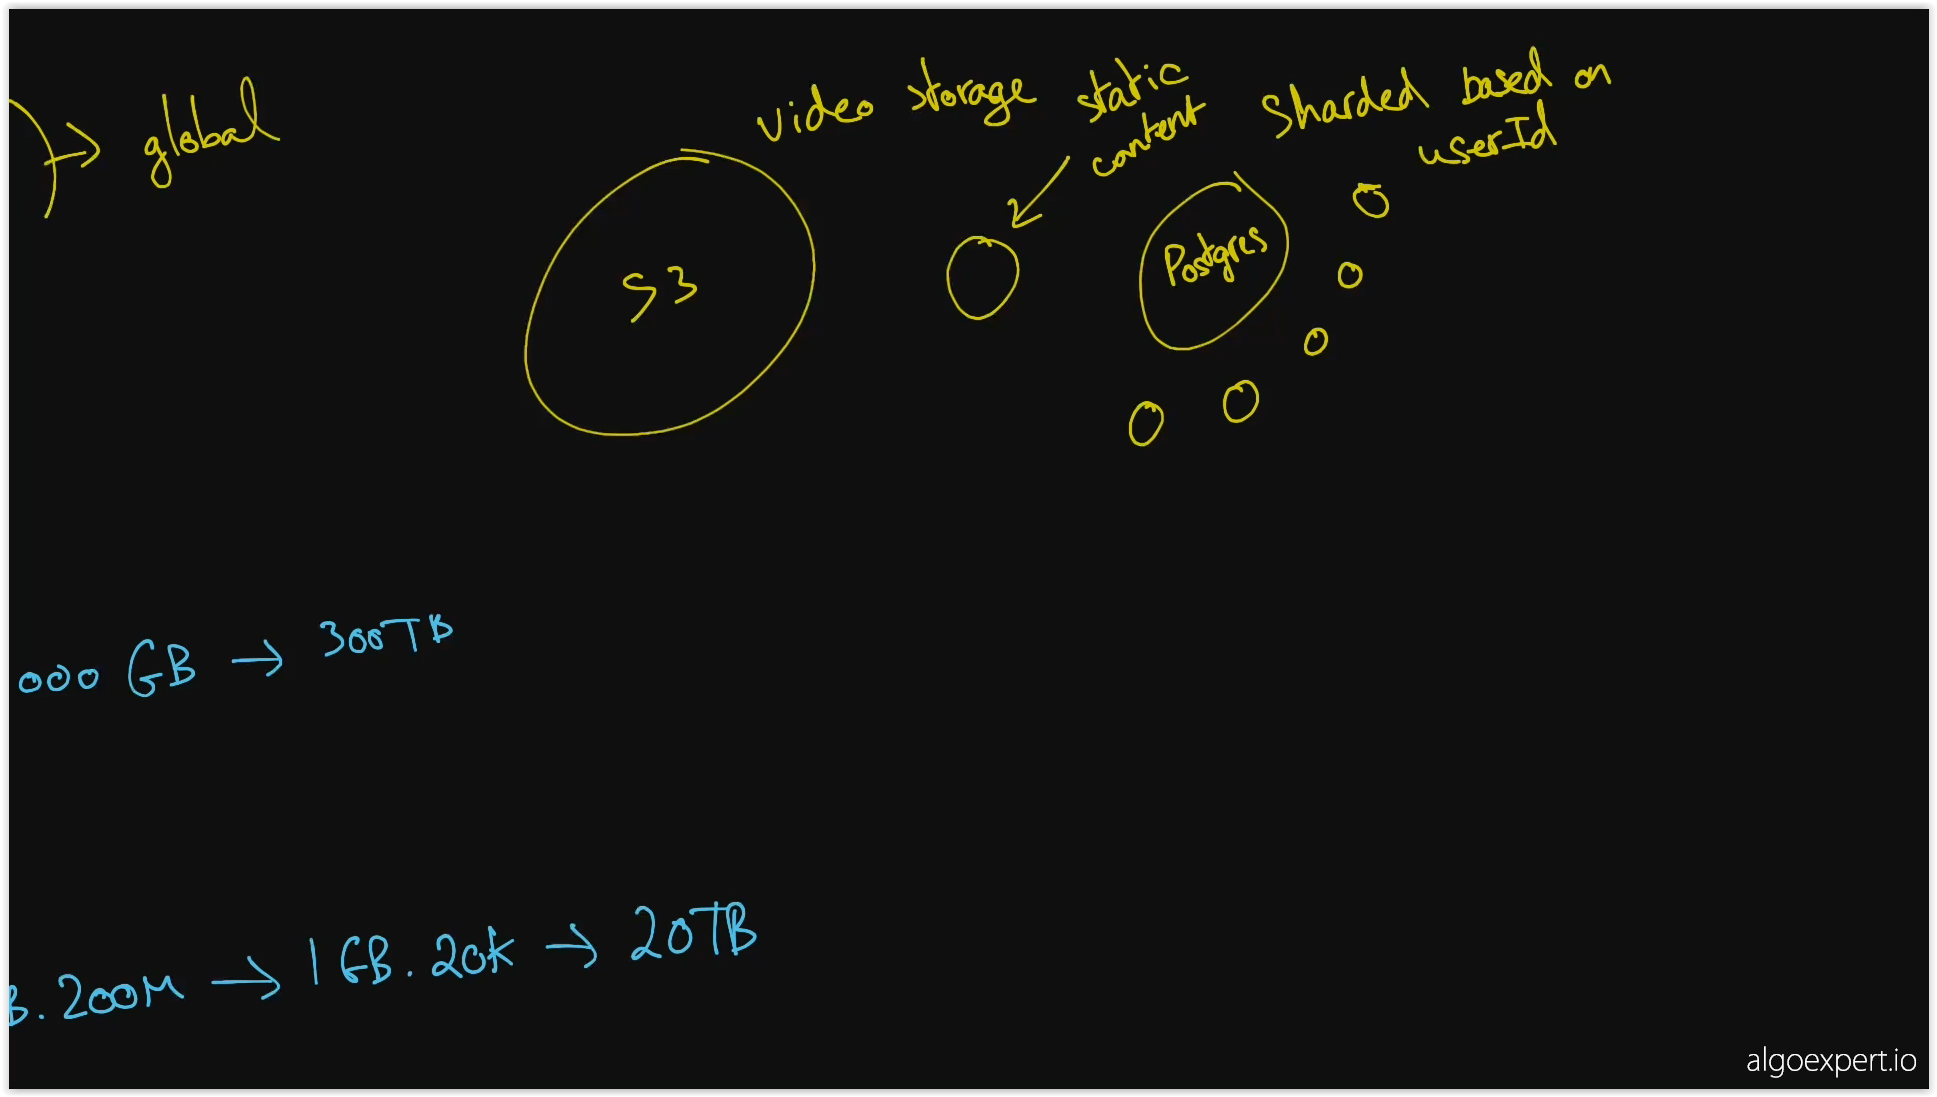 global
video storage
static
content
Sharded based on
userId
S3
Postgres
000 GB → 300TB
B. 200M → 1 GB. 20K → 20TB
algoexpert.io